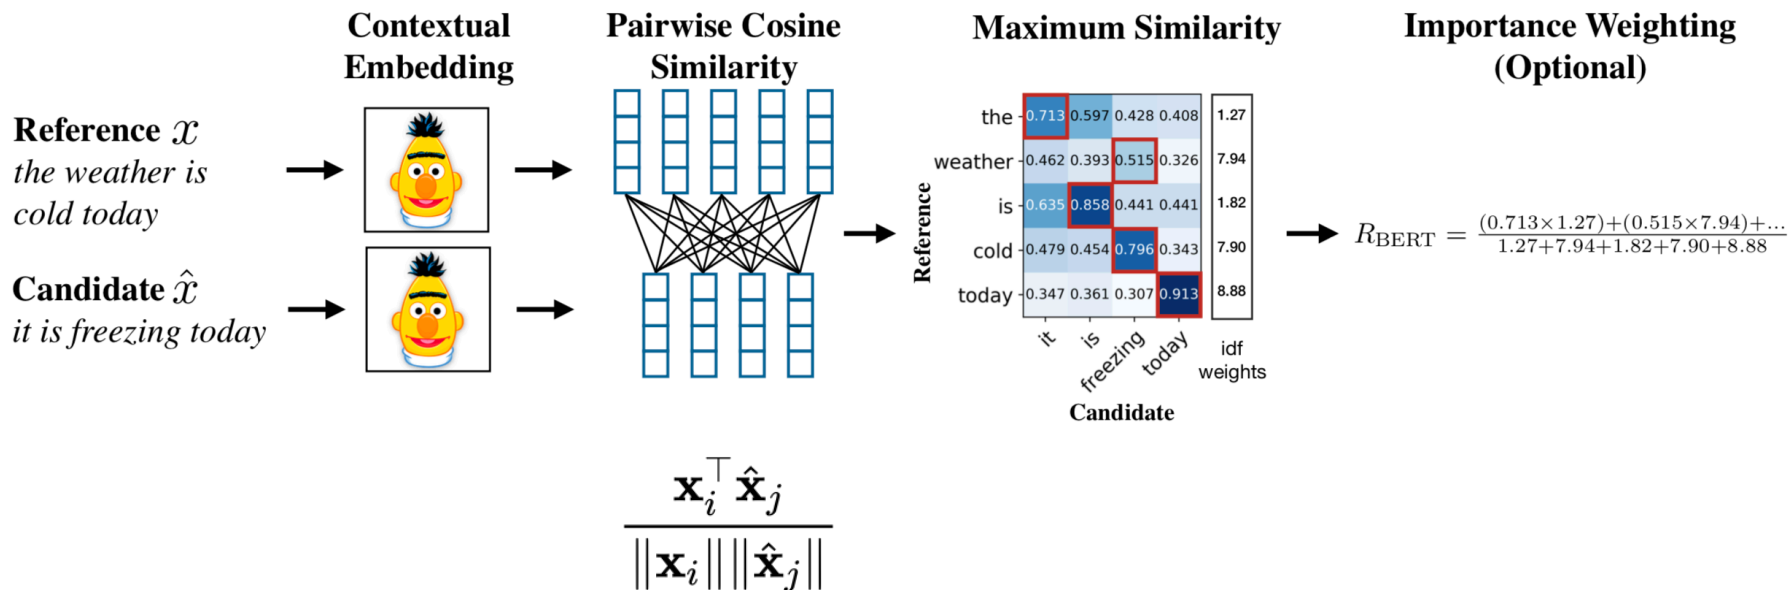 Contextual Embedding
Pairwise Cosine Similarity
Maximum Similarity
Importance Weighting (Optional)
Reference x
the weather is
cold today
Candidate x̂
it is freezing today
Reference
the 0.713 0.597 0.428 0.408 1.27
weather 0.462 0.393 0.515 0.326 7.94
is 0.635 0.858 0.441 0.441 1.82
cold 0.479 0.454 0.796 0.343 7.90
today 0.347 0.361 0.307 0.913 8.88
it is freezing today
idf
weights
Candidate
R_BERT = ((0.713×1.27)+(0.515×7.94)+...) / (1.27+7.94+1.82+7.90+8.88)
x_i^⊤ x̂_j
||x_i|| ||x̂_j||